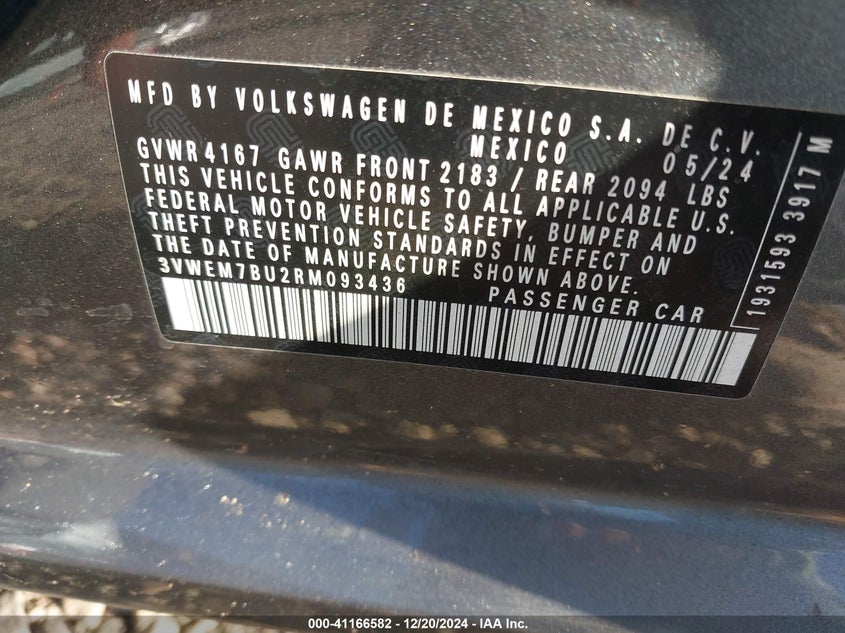 MFD BY VOLKSWAGEN DE MEXICO S.A. DE C.V.
MEXICO 05/24
GVWR 4167 GAWR FRONT 2183 / REAR 2094 LBS
THIS VEHICLE CONFORMS TO ALL APPLICABLE U.S.
FEDERAL MOTOR VEHICLE SAFETY, BUMPER AND
THEFT PREVENTION STANDARDS IN EFFECT ON
THE DATE OF MANUFACTURE SHOWN ABOVE.
3VWEM7BU2RM093436 PASSENGER CAR
1931593 3917 M
000-41166582 - 12/20/2024 - IAA Inc.